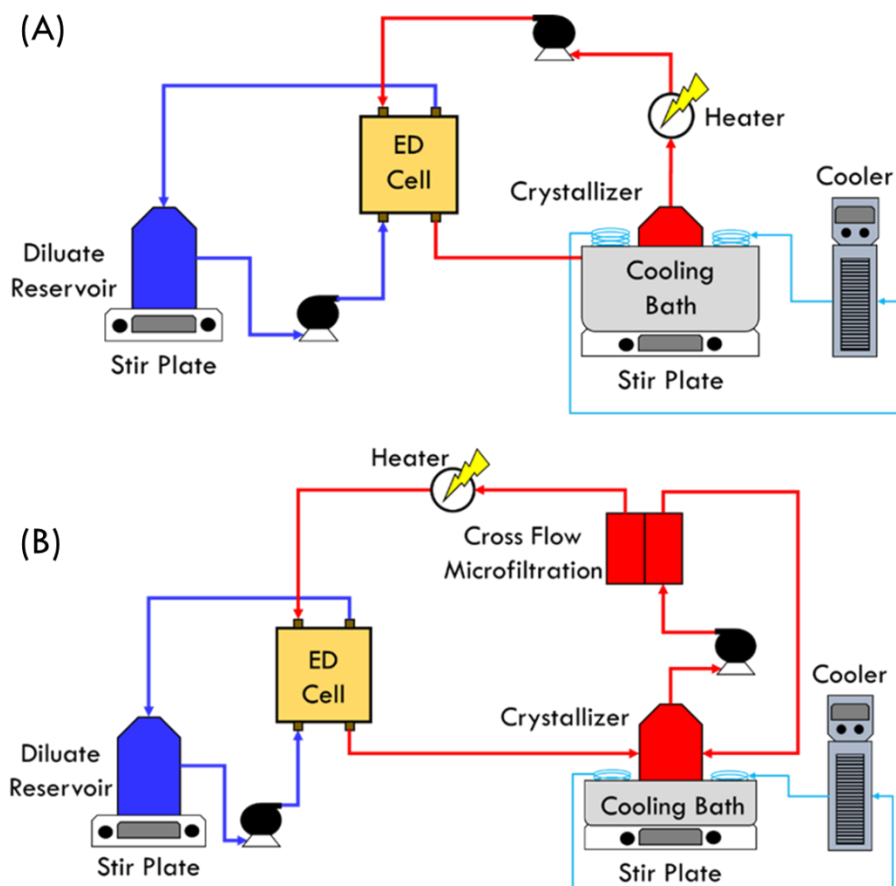 (A)
ED
Cell
Heater
Crystallizer
Cooler
Diluate
Reservoir
Cooling
Bath
Stir Plate
Stir Plate
Heater
(B)
Cross Flow
Microfiltration
ED
Cell
Cooler
Crystallizer
Diluate
Reservoir
Cooling Bath
Stir Plate
Stir Plate